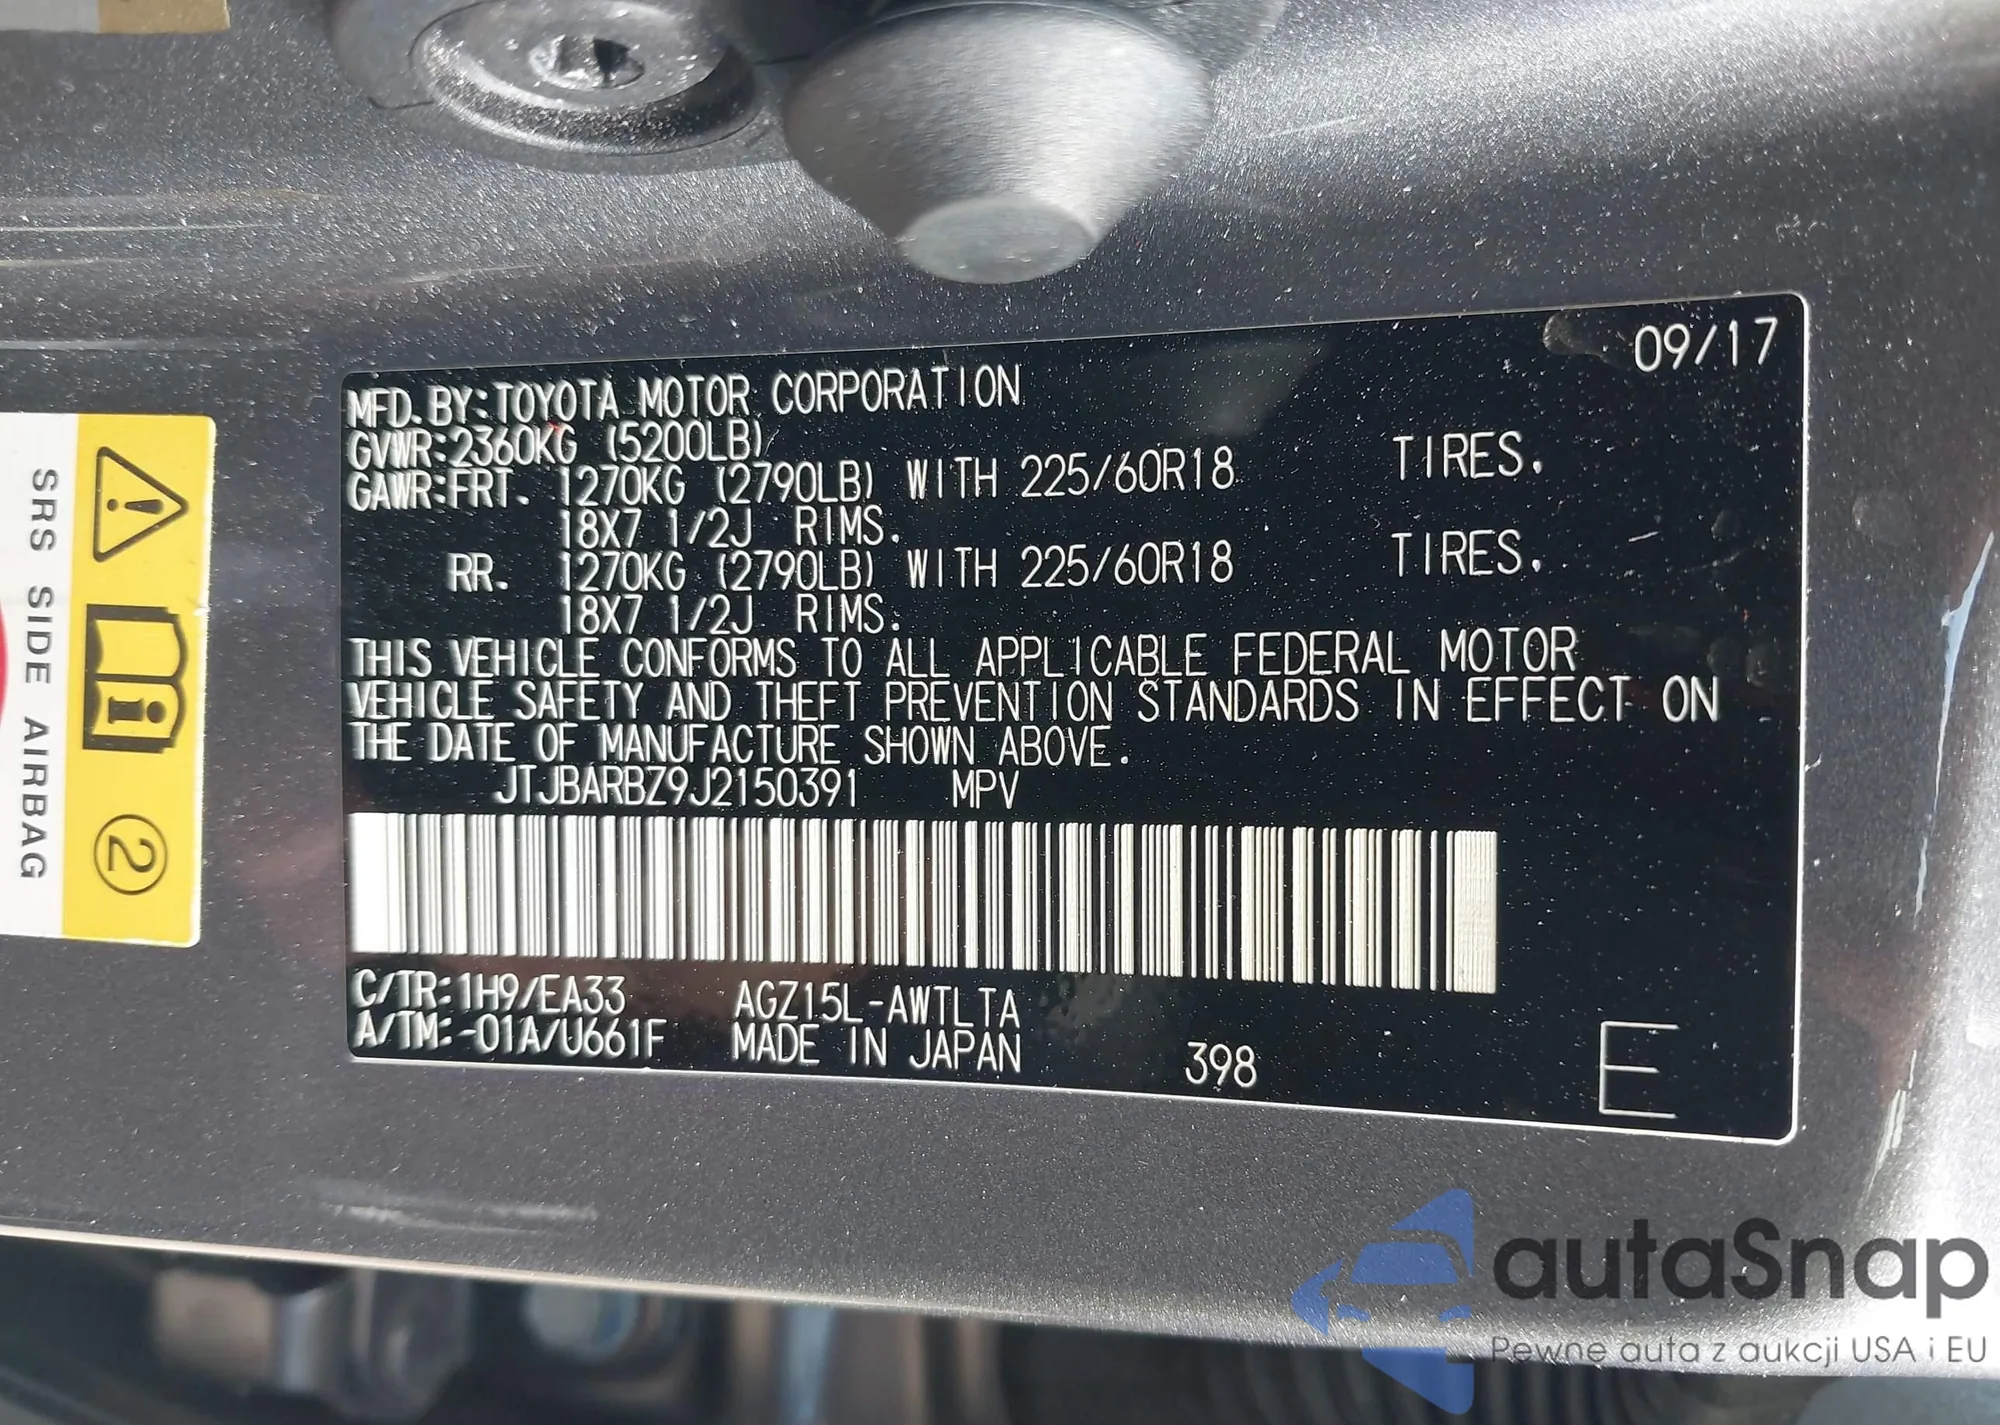 09/17
MFD. BY:TOYOTA MOTOR CORPORATION
GVWR:2360KG (5200LB)
GAWR:FRT. 1270KG (2790LB) WITH 225/60R18 TIRES.
18X7 1/2J RIMS.
RR. 1270KG (2790LB) WITH 225/60R18 TIRES.
18X7 1/2J RIMS.
THIS VEHICLE CONFORMS TO ALL APPLICABLE FEDERAL MOTOR
VEHICLE SAFETY AND THEFT PREVENTION STANDARDS IN EFFECT ON
THE DATE OF MANUFACTURE SHOWN ABOVE.
JTJBARBZ9J2150391 MPV
C/TR:1H9/EA33 AGZ15L-AWTLTA
A/TM:-01A/U661F MADE IN JAPAN 398 E
SRS SIDE AIRBAG
2
autaSnap
Pewne auta z aukcji USA i EU